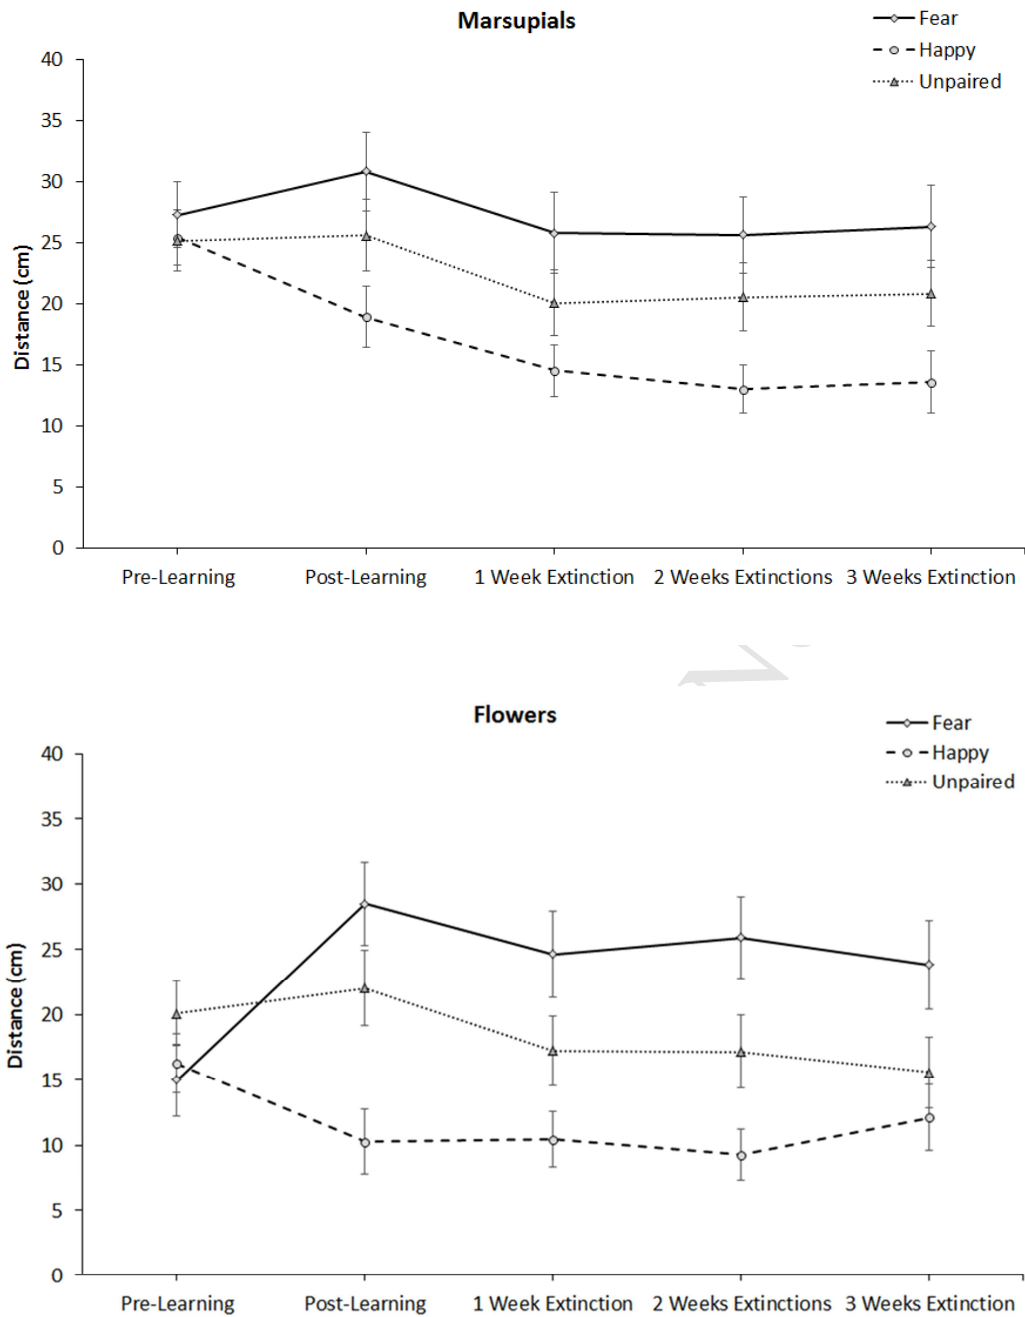 Marsupials
Fear
Happy
Unpaired
40
35
30
25
20
15
10
5
0
Distance (cm)
Pre-Learning Post-Learning 1 Week Extinction 2 Weeks Extinctions 3 Weeks Extinction
Flowers
Fear
Happy
Unpaired
40
35
30
25
20
15
10
5
0
Distance (cm)
Pre-Learning Post-Learning 1 Week Extinction 2 Weeks Extinctions 3 Weeks Extinction